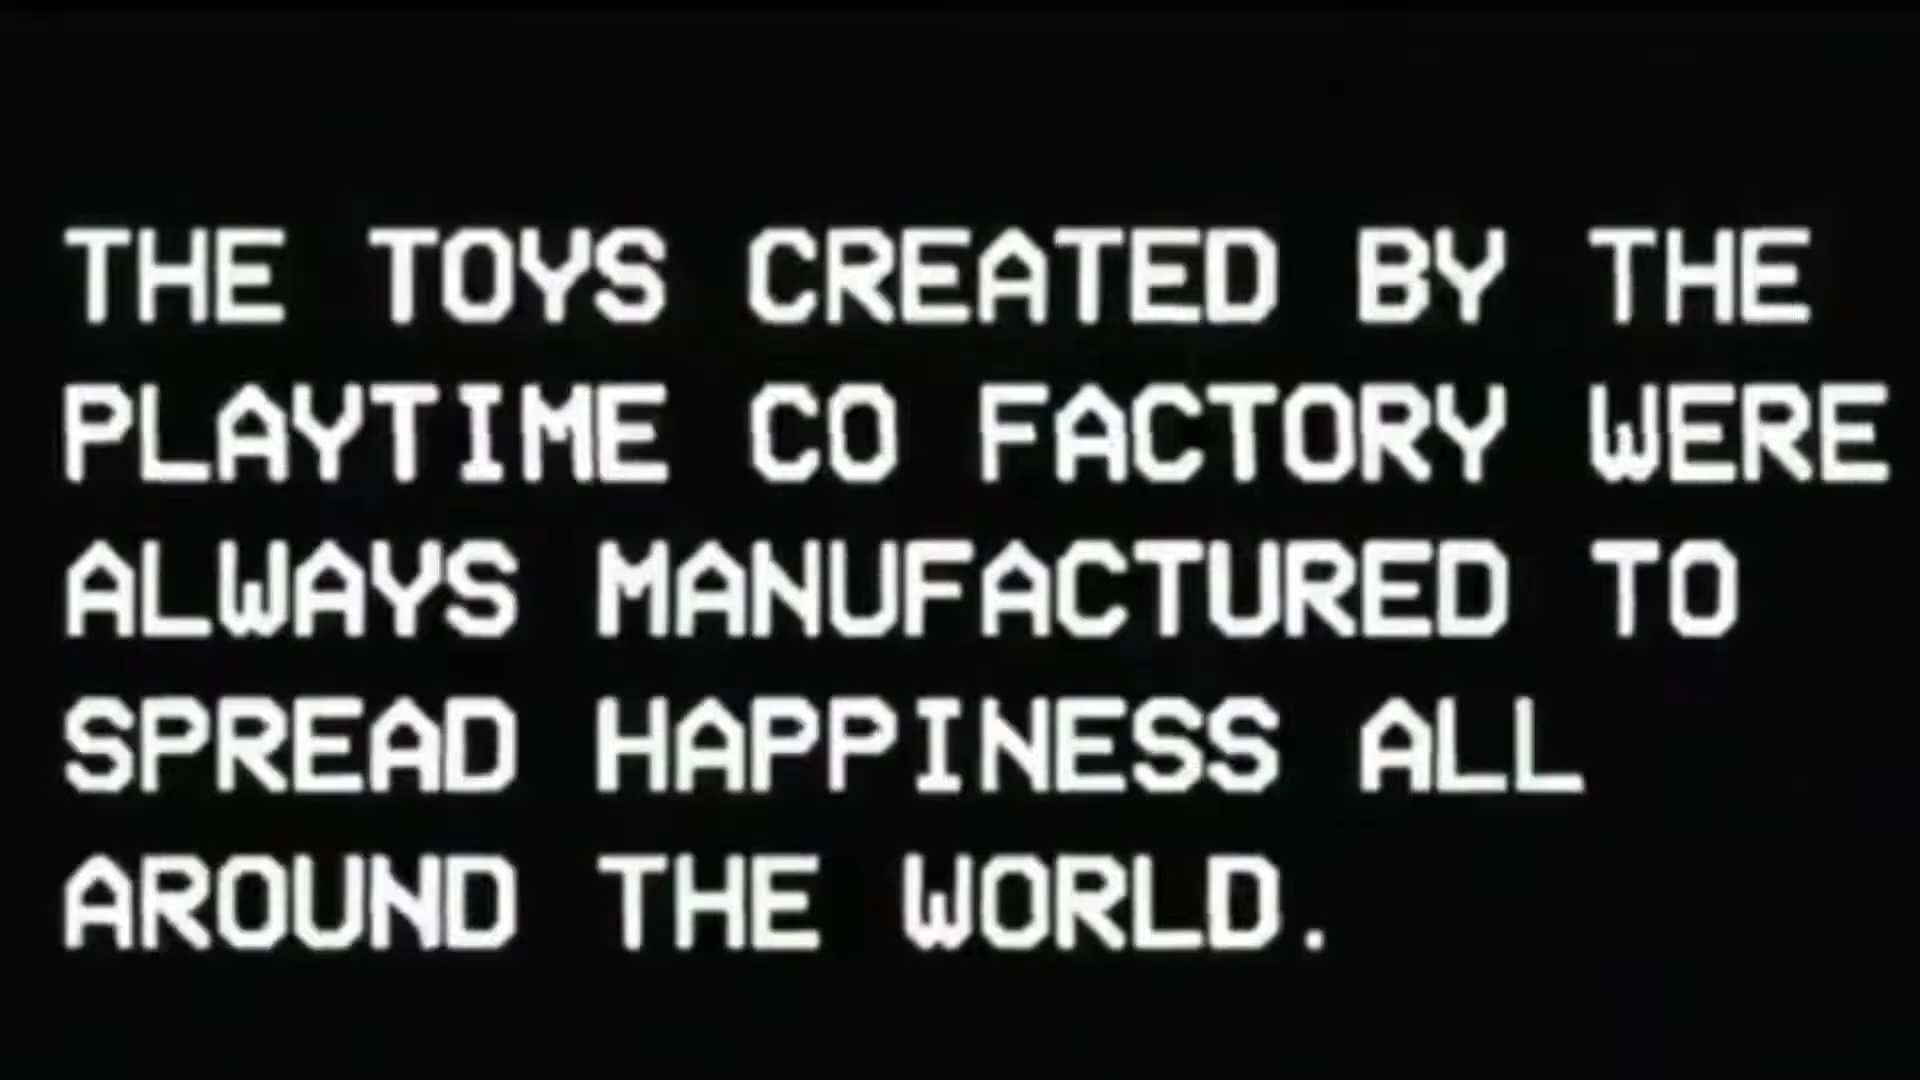 THE TOYS CREATED BY THE
PLAYTIME CO FACTORY WERE
ALWAYS MANUFACTURED TO
SPREAD HAPPINESS ALL
AROUND THE WORLD.